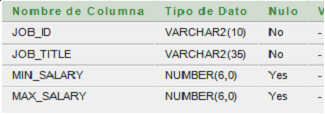 Nombre de Columna Tipo de Dato Nulo V
JOB_ID VARCHAR2(10) No -
JOB_TITLE VARCHAR2(35) No -
MIN_SALARY NUMBER(6,0) Yes -
MAX_SALARY NUMBER(6,0) Yes -